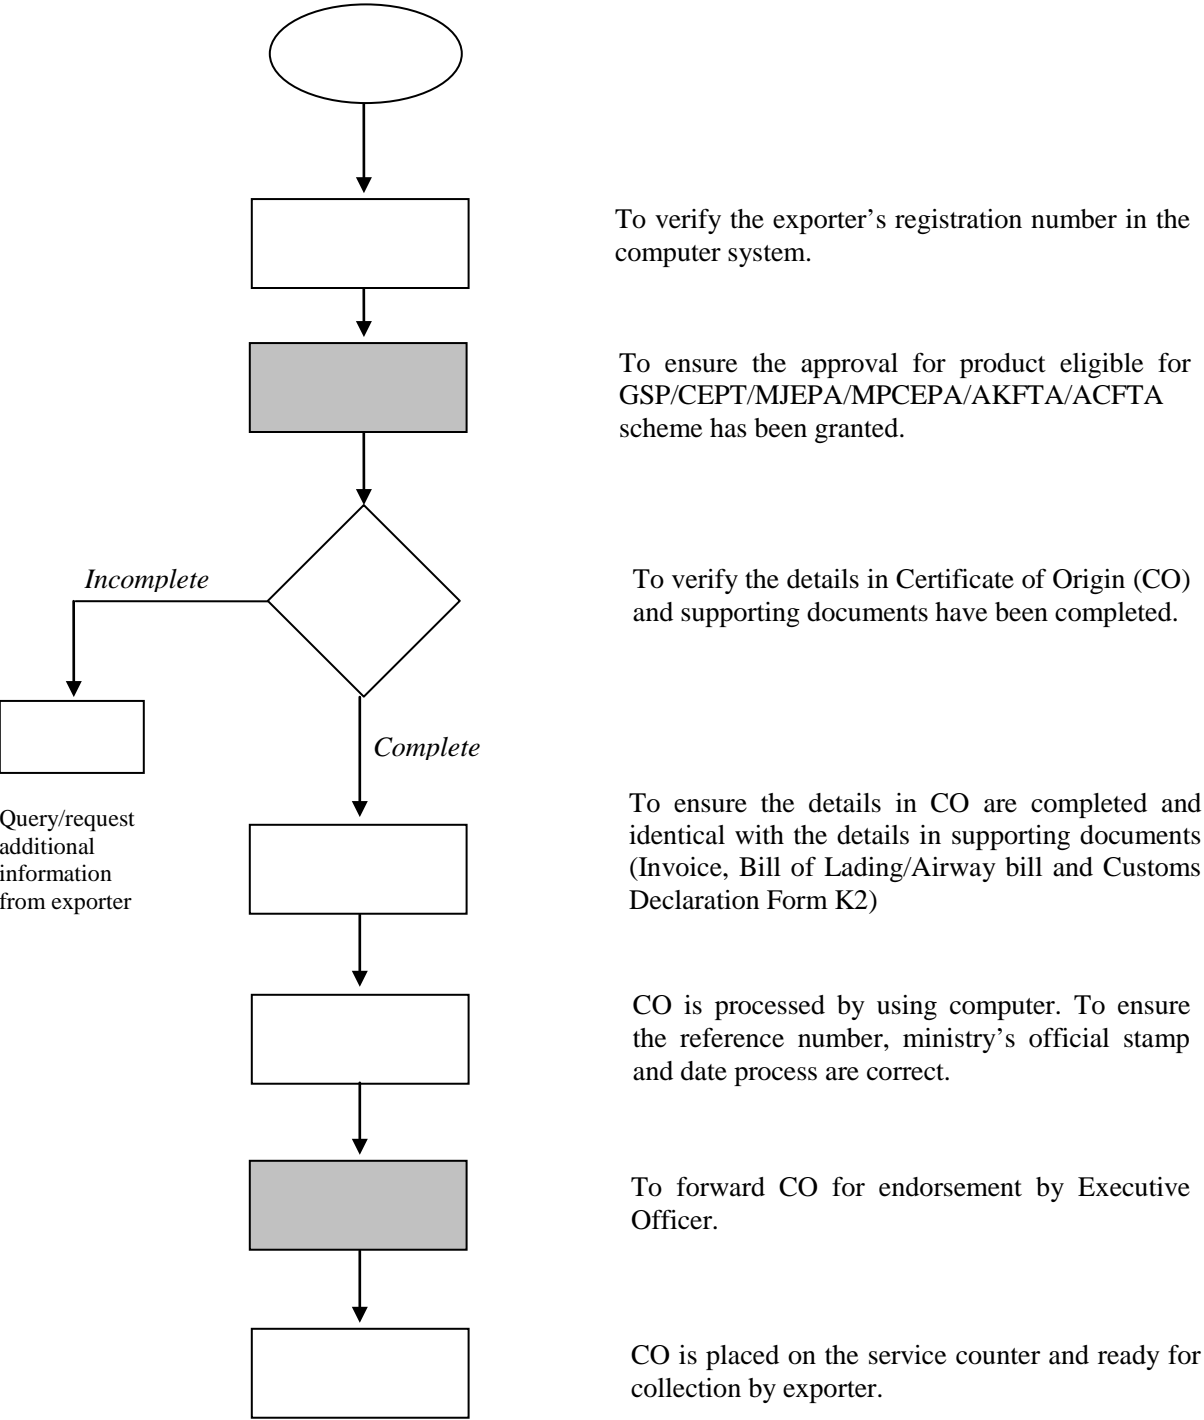 To verify the exporter’s registration number in the
computer system.
To ensure the approval for product eligible for
GSP/CEPT/MJEPA/MPCEPA/AKFTA/ACFTA
scheme has been granted.
Incomplete
To verify the details in Certificate of Origin (CO)
and supporting documents have been completed.
Complete
Query/request
additional
information
from exporter
To ensure the details in CO are completed and
identical with the details in supporting documents
(Invoice, Bill of Lading/Airway bill and Customs
Declaration Form K2)
CO is processed by using computer. To ensure
the reference number, ministry’s official stamp
and date process are correct.
To forward CO for endorsement by Executive
Officer.
CO is placed on the service counter and ready for
collection by exporter.